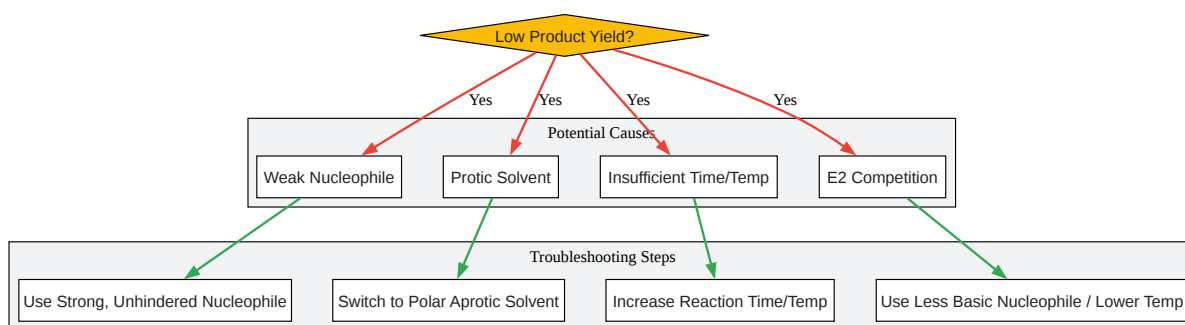 Low Product Yield?
Yes
Yes
Yes
Yes
Potential Causes
Weak Nucleophile
Protic Solvent
Insufficient Time/Temp
E2 Competition
Troubleshooting Steps
Use Strong, Unhindered Nucleophile
Switch to Polar Aprotic Solvent
Increase Reaction Time/Temp
Use Less Basic Nucleophile / Lower Temp